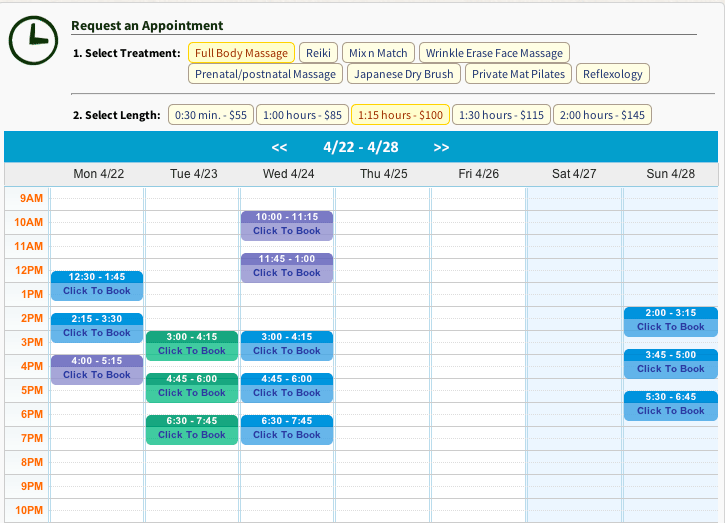 Request an Appointment
1. Select Treatment: Full Body Massage Reiki Mix n Match Wrinkle Erase Face Massage
Prenatal/postnatal Massage Japanese Dry Brush Private Mat Pilates Reflexology
2. Select Length: 0:30 min. - $55 1:00 hours - $85 1:15 hours - $100 1:30 hours - $115 2:00 hours - $145
<< 4/22 - 4/28 >>
Mon 4/22 Tue 4/23 Wed 4/24 Thu 4/25 Fri 4/26 Sat 4/27 Sun 4/28
9AM
10AM 10:00 - 11:15
Click To Book
11AM
11:45 - 1:00
12PM Click To Book
12:30 - 1:45
1PM Click To Book
2:00 - 3:15
2PM 2:15 - 3:30 Click To Book
Click To Book
3PM 3:00 - 4:15 3:00 - 4:15
Click To Book Click To Book 3:45 - 5:00
4PM 4:00 - 5:15 Click To Book
Click To Book 4:45 - 6:00 4:45 - 6:00
5PM Click To Book Click To Book
5:30 - 6:45
6PM Click To Book
6:30 - 7:45 6:30 - 7:45
7PM Click To Book Click To Book
8PM
9PM
10PM